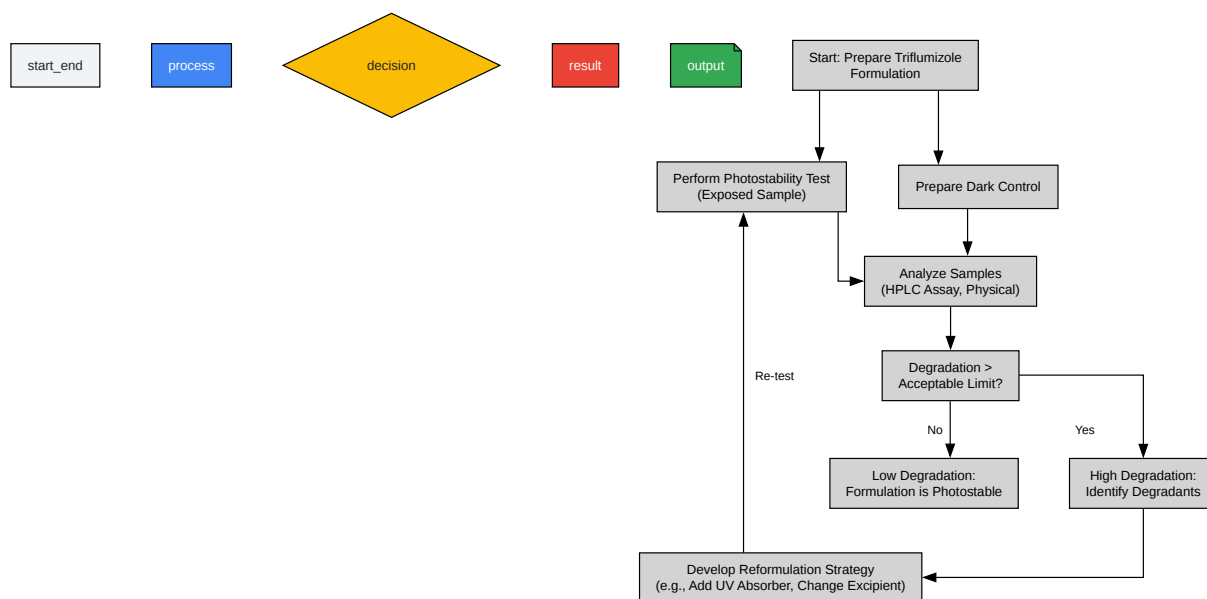 start_end
process
decision
result
output
Start: Prepare Triflumizole
Formulation
Perform Photostability Test
(Exposed Sample)
Prepare Dark Control
Analyze Samples
(HPLC Assay, Physical)
Degradation >
Acceptable Limit?
Re-test
No
Yes
Low Degradation:
Formulation is Photostable
High Degradation:
Identify Degradants
Develop Reformulation Strategy
(e.g., Add UV Absorber, Change Excipient)